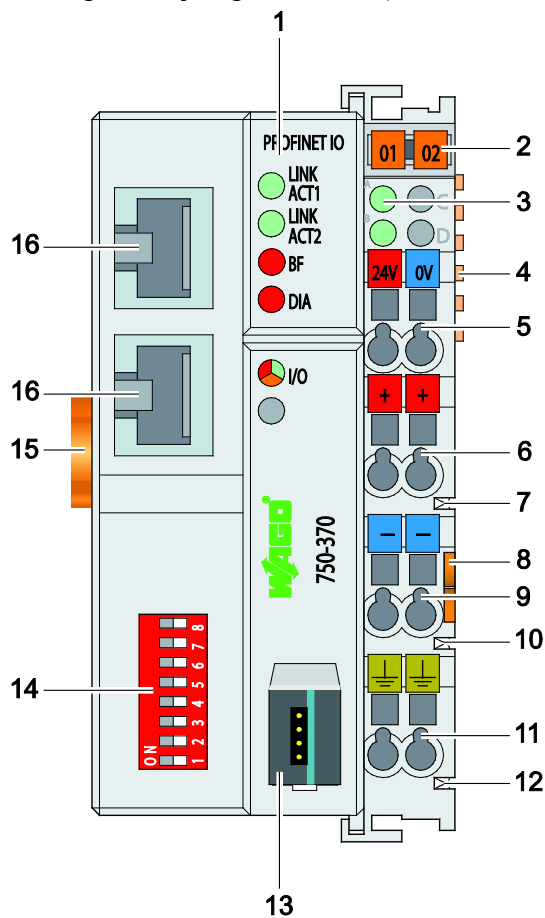 1
PROFINET IO
01 02
2
LINK
ACT1
A
C
3
LINK
ACT2
B
D
16
BF
24V 0V
4
DIA
5
16
I/O
+ +
15
6
7
WAGO
750-370
− −
8
9
10
14
ON
1 2 3 4 5 6 7 8
11
12
13